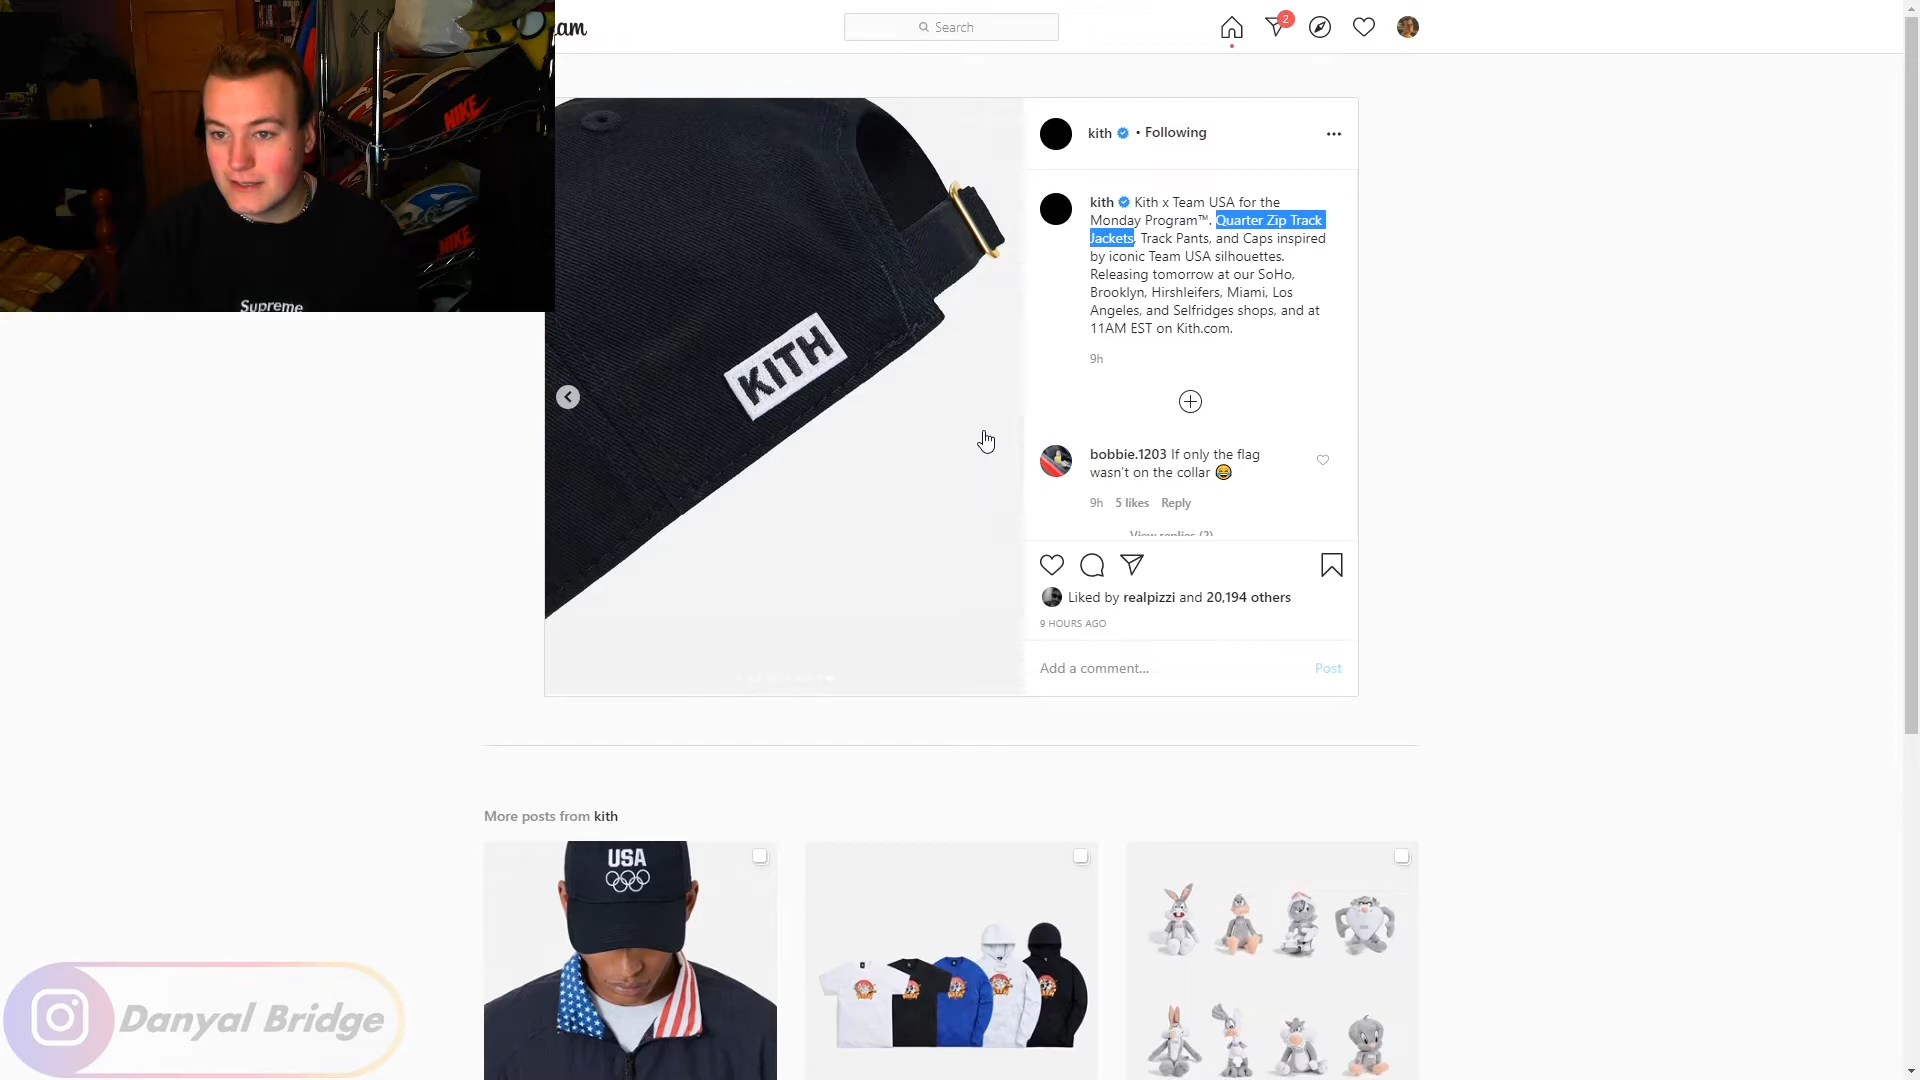 am
Search
2
NIKE
NIKE
Supreme
KITH
kith • Following
kith Kith x Team USA for the
Monday Program™. Quarter Zip Track
Jackets, Track Pants, and Caps inspired
by iconic Team USA silhouettes.
Releasing tomorrow at our SoHo,
Brooklyn, Hirshleifers, Miami, Los
Angeles, and Selfridges shops, and at
11AM EST on Kith.com.
9h
bobbie.1203 If only the flag
wasn't on the collar 😂
9h 5 likes Reply
View replies (2)
Liked by realpizzi and 20,194 others
9 HOURS AGO
Add a comment... Post
More posts from kith
USA
Danyal Bridge